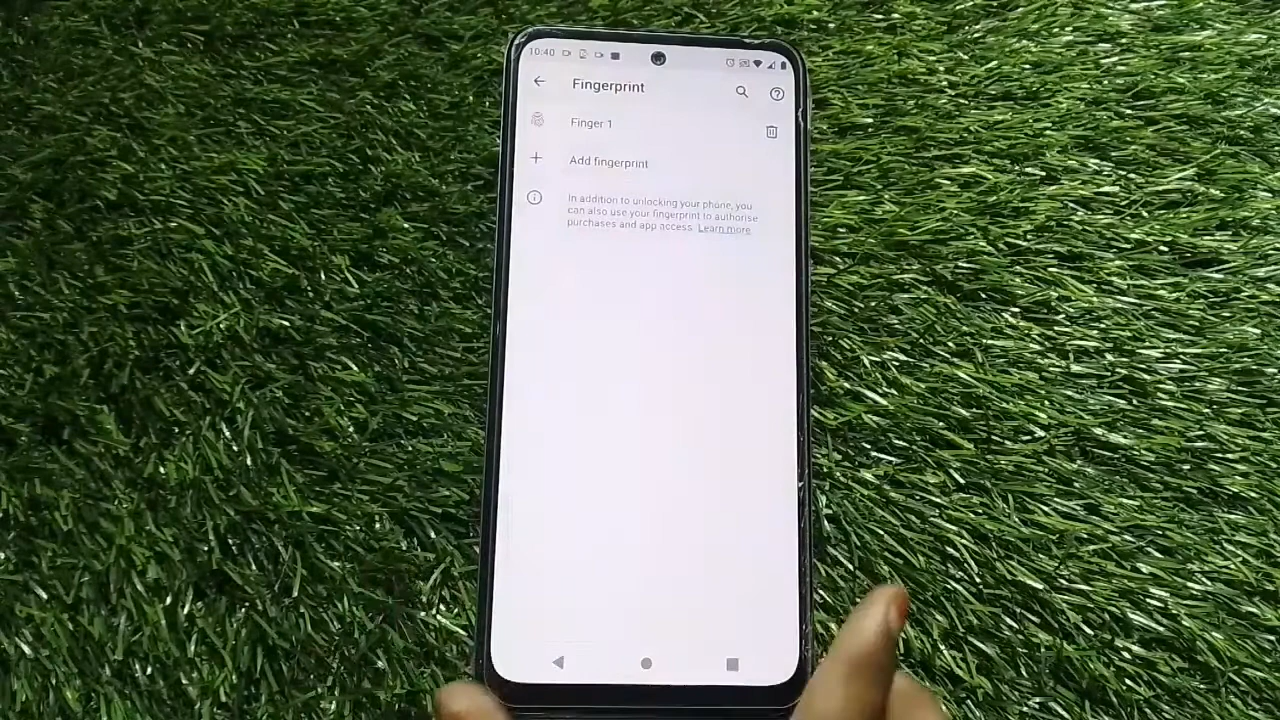 10:40
Fingerprint
Finger 1
Add fingerprint
In addition to unlocking your phone, you
can also use your fingerprint to authorise
purchases and app access. Learn more